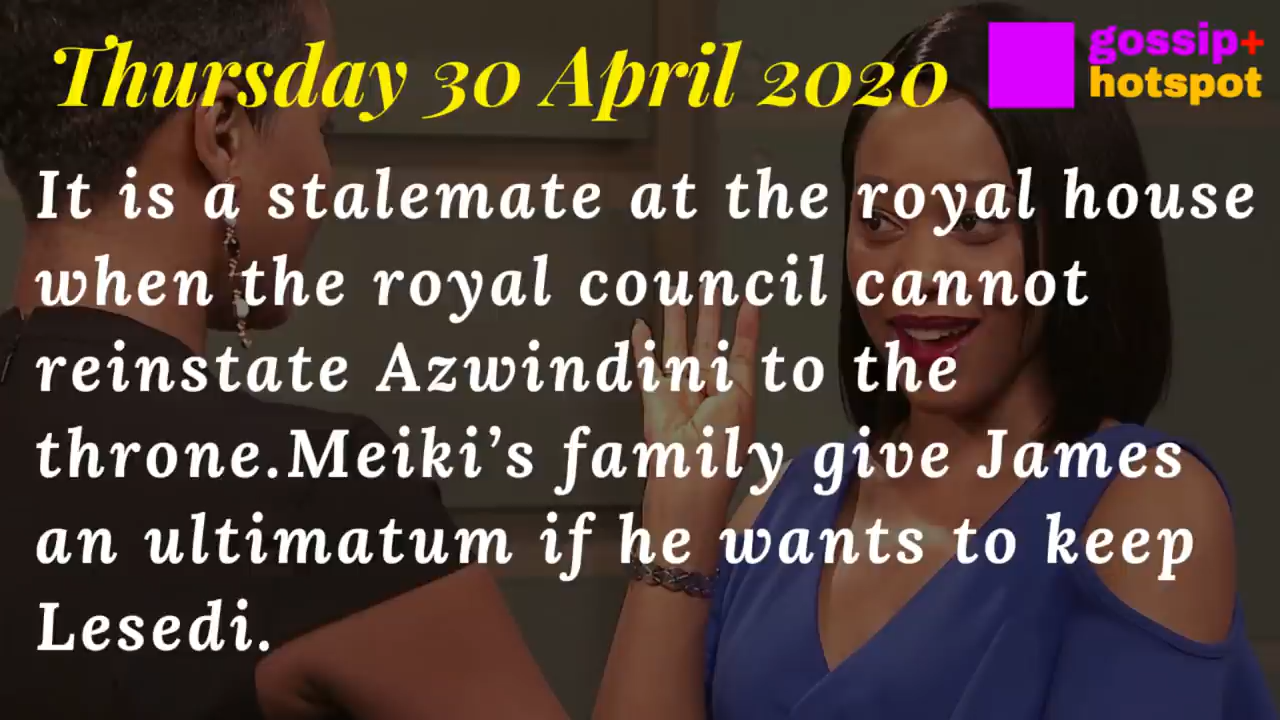 Thursday 30 April 2020
gossip+
hotspot
It is a stalemate at the royal house
when the royal council cannot
reinstate Azwindini to the
throne.Meiki’s family give James
an ultimatum if he wants to keep
Lesedi.